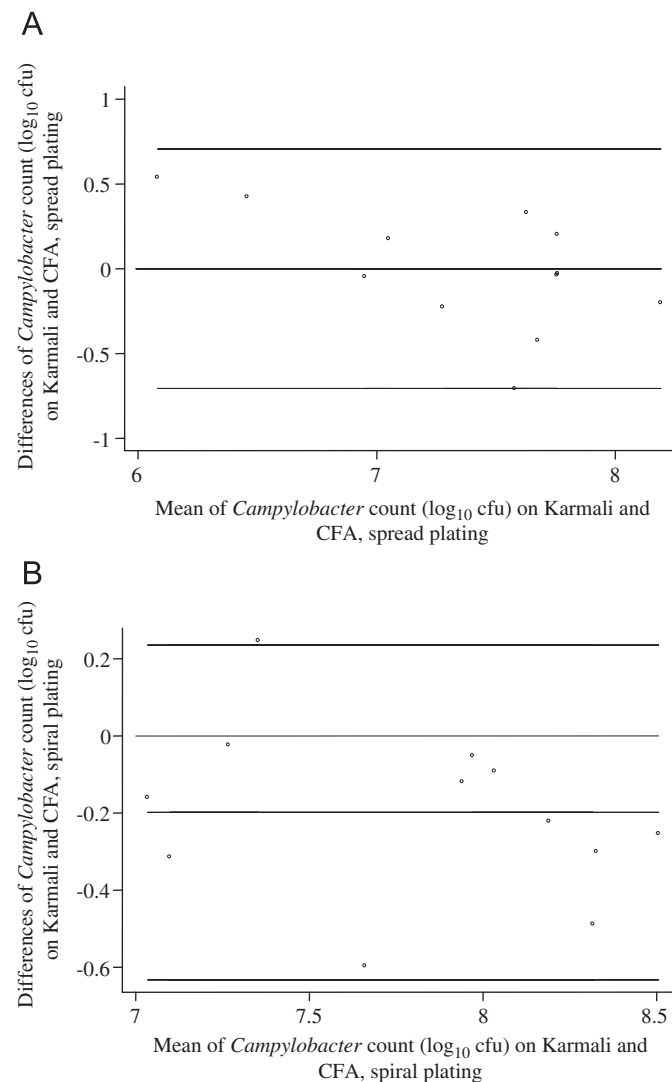 A
Differences of Campylobacter count (log10 cfu)
on Karmali and CFA, spread plating
1
0.5
0
-0.5
-1
6 7 8
Mean of Campylobacter count (log10 cfu) on Karmali and
CFA, spread plating
B
Differences of Campylobacter count (log10 cfu)
on Karmali and CFA, spiral plating
0.2
0
-0.2
-0.4
-0.6
7 7.5 8 8.5
Mean of Campylobacter count (log10 cfu) on Karmali and
CFA, spiral plating